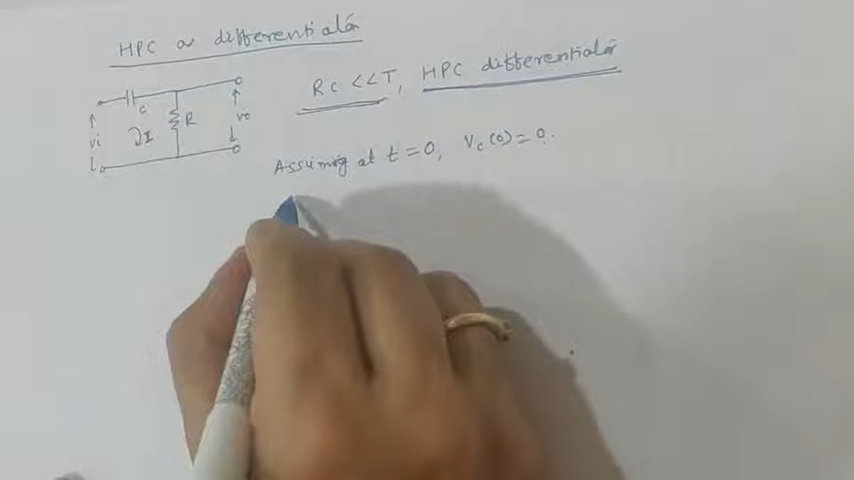 HPC as differentiator
RC <<T, HPC differentiator
C
R
vi
I
vo
Assuming at t = 0, Vc(0) = 0.